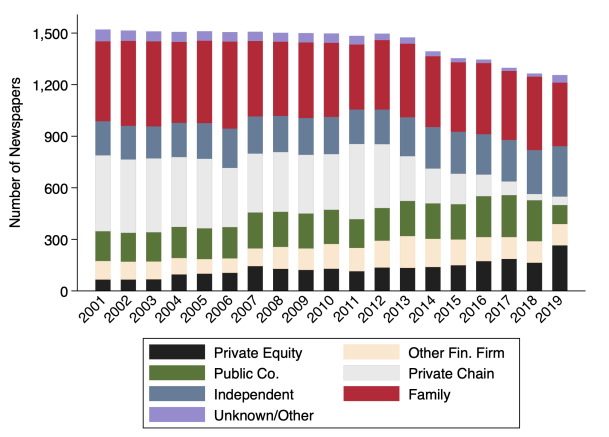 Number of Newspapers
1,500
1,200
900
600
300
0
2001 2002 2003 2004 2005 2006 2007 2008 2009 2010 2011 2012 2013 2014 2015 2016 2017 2018 2019
Private Equity Other Fin. Firm
Public Co. Private Chain
Independent Family
Unknown/Other